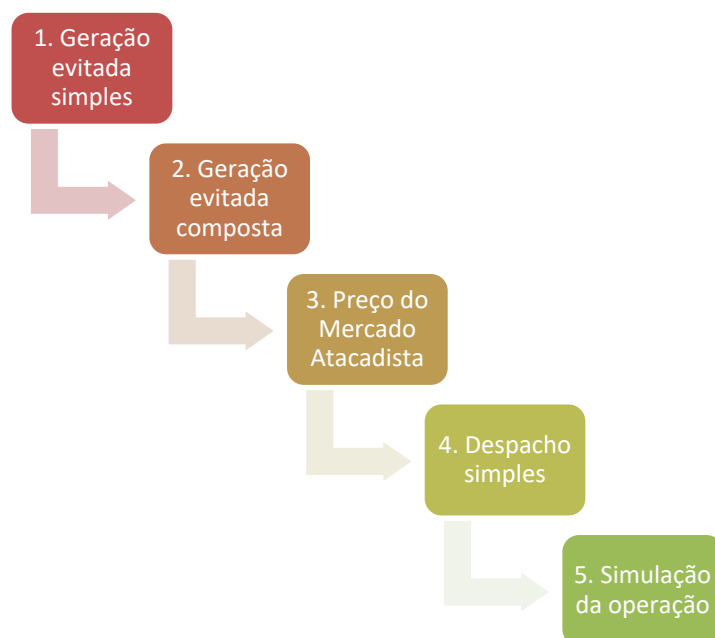 1. Geração
evitada
simples
2. Geração
evitada
composta
3. Preço do
Mercado
Atacadista
4. Despacho
simples
5. Simulação
da operação